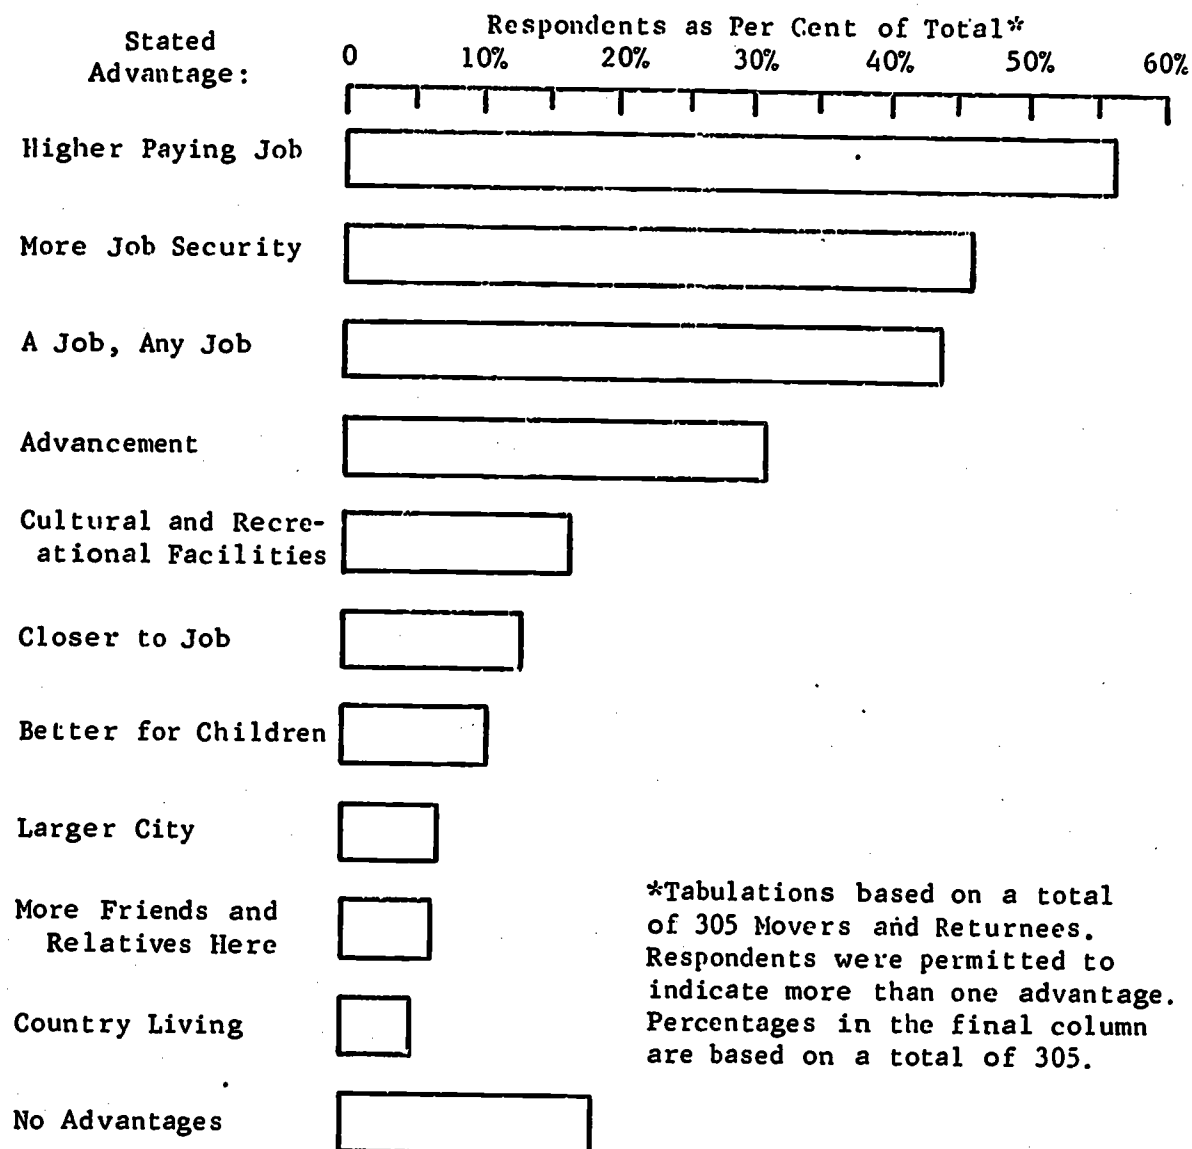 Respondents as Per Cent of Total*
Stated
Advantage:
0 10% 20% 30% 40% 50% 60%
Higher Paying Job
More Job Security
A Job, Any Job
Advancement
Cultural and Recre-
ational Facilities
Closer to Job
Better for Children
Larger City
More Friends and
Relatives Here
Country Living
No Advantages
*Tabulations based on a total
of 305 Movers and Returnees.
Respondents were permitted to
indicate more than one advantage.
Percentages in the final column
are based on a total of 305.